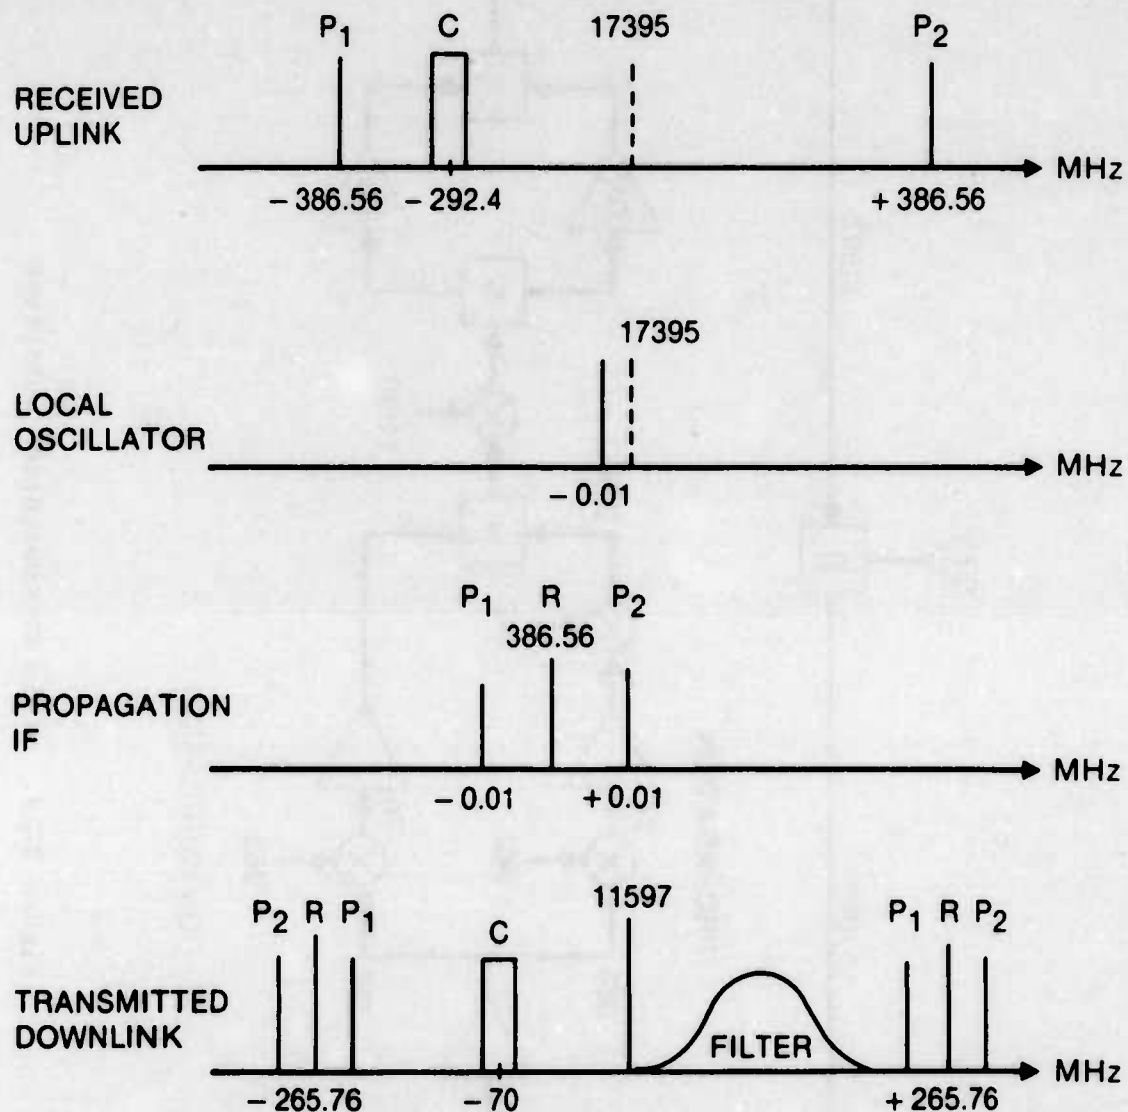 P1 C 17395 P2
RECEIVED
UPLINK
MHz
– 386.56 – 292.4 + 386.56
17395
LOCAL
OSCILLATOR
MHz
– 0.01
P1 R P2
386.56
PROPAGATION
IF
MHz
– 0.01 + 0.01
11597
P2 R P1 C P1 R P2
TRANSMITTED
DOWNLINK
FILTER
MHz
– 265.76 – 70 + 265.76